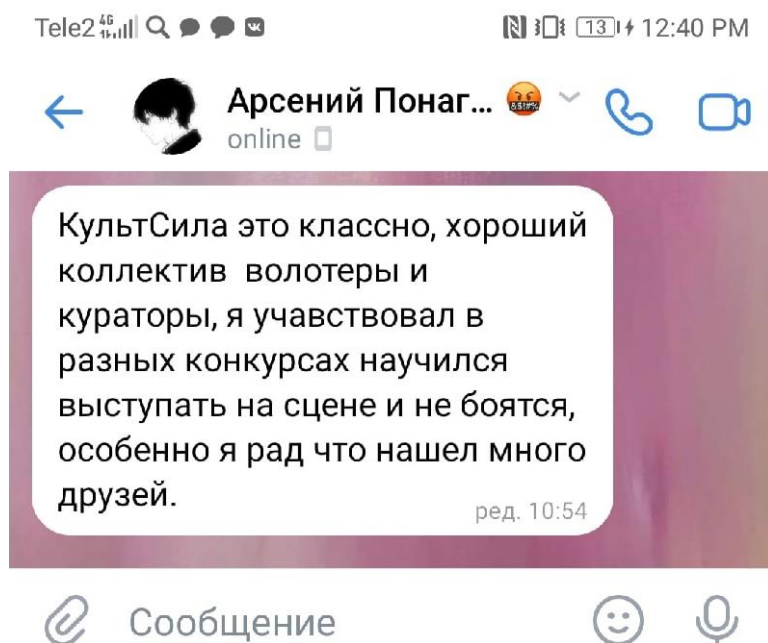 Tele2 4G 13 12:40 PM
Арсений Понаг...
online
КультСила это классно, хороший
коллектив волотеры и
кураторы, я учавствовал в
разных конкурсах научился
выступать на сцене и не боятся,
особенно я рад что нашел много
друзей.
ред. 10:54
Сообщение